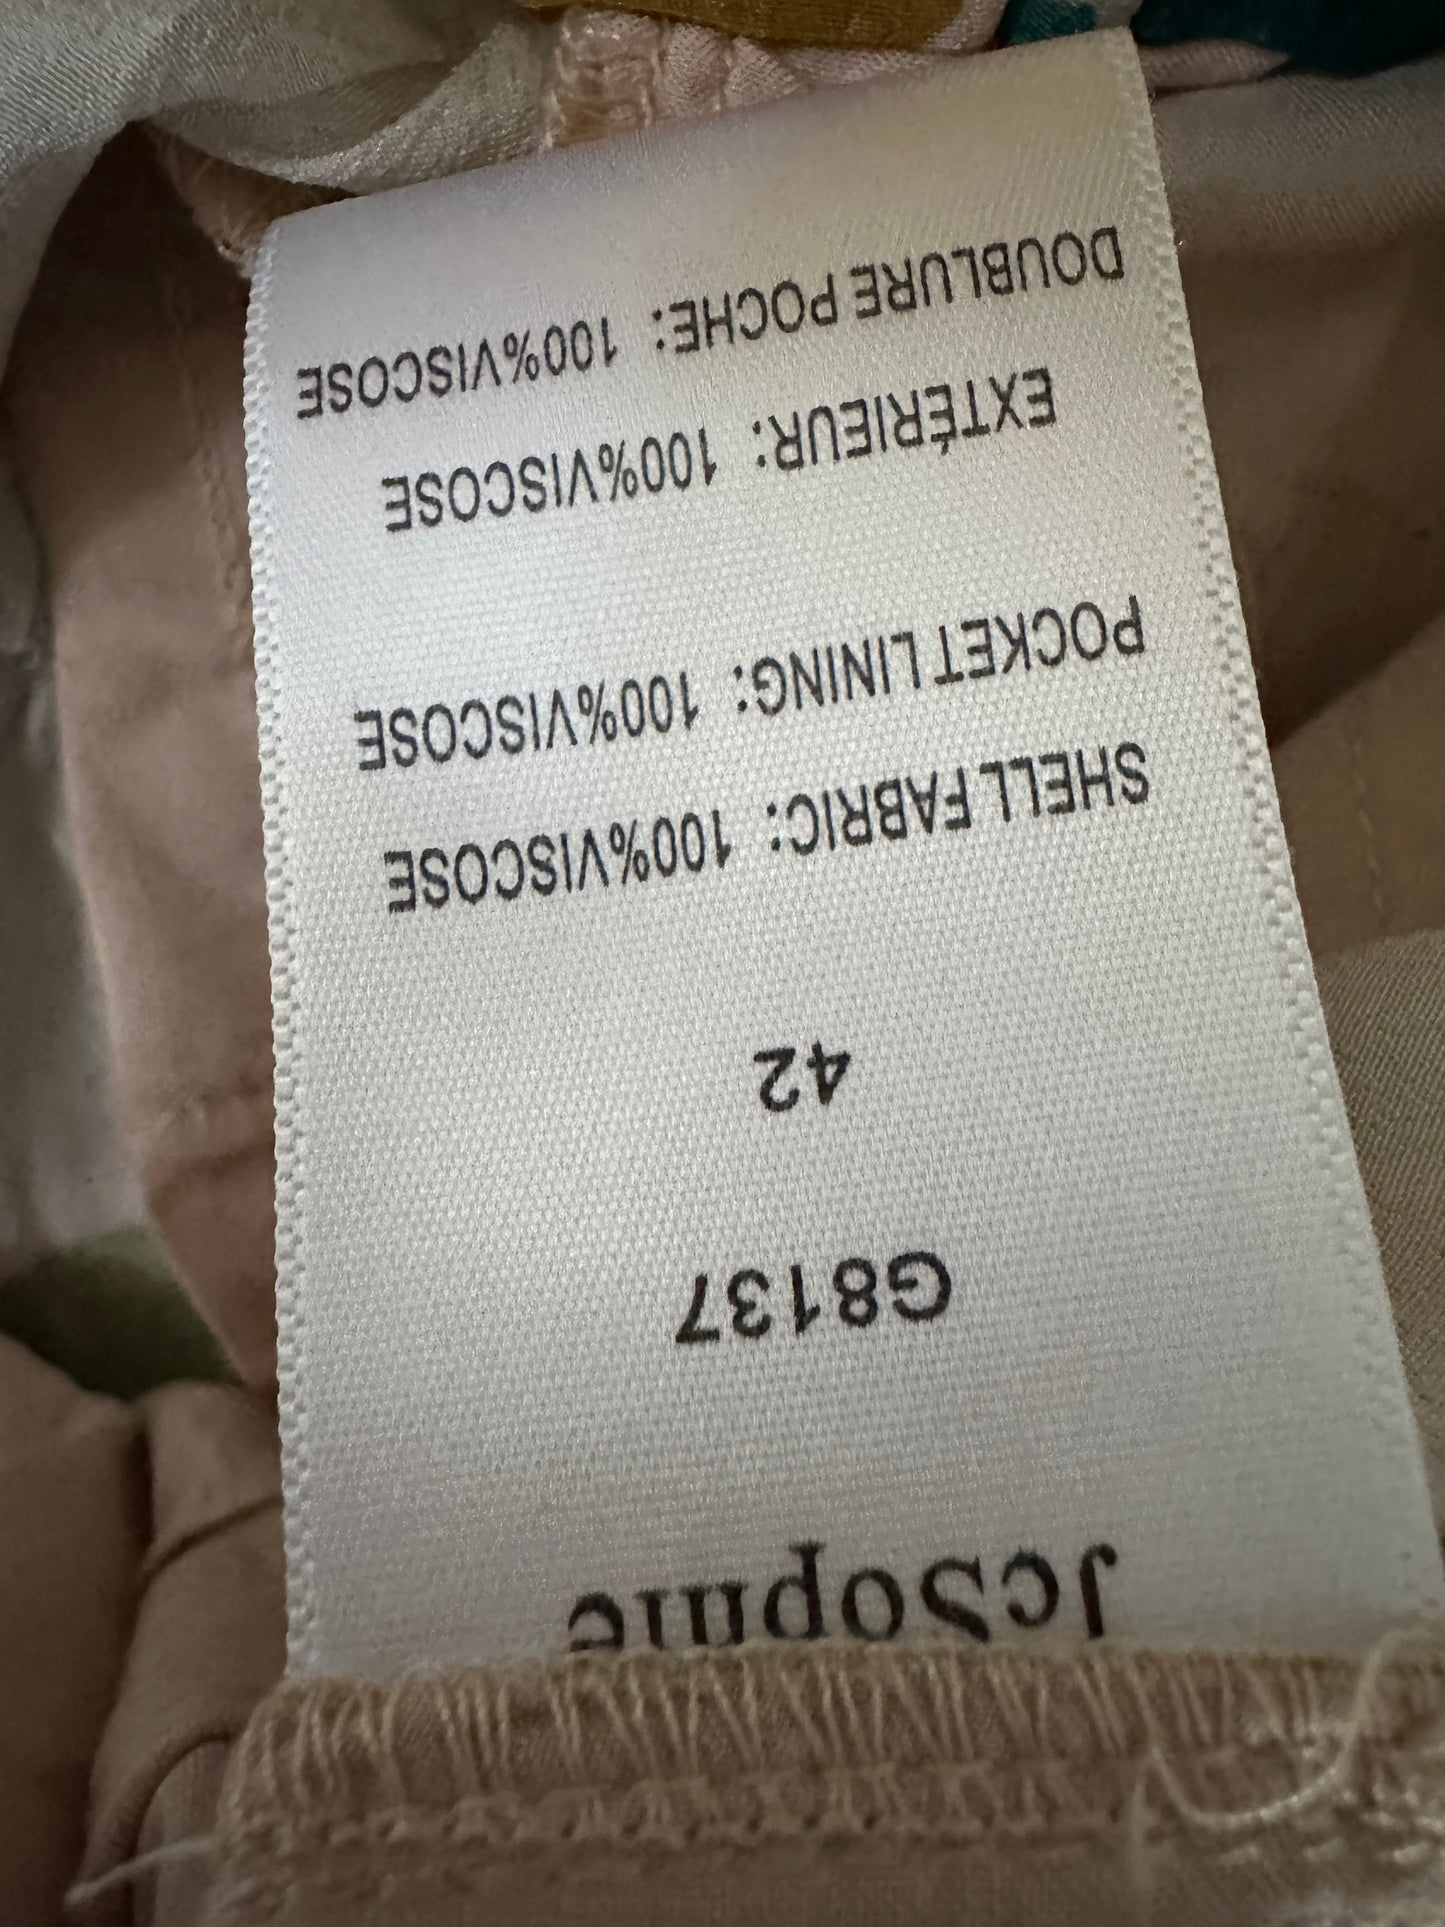 JcSophie
G8137
42
SHELL FABRIC: 100%VISCOSE
POCKET LINING: 100%VISCOSE
EXTÉRIEUR: 100%VISCOSE
DOUBLURE POCHE: 100%VISCOSE